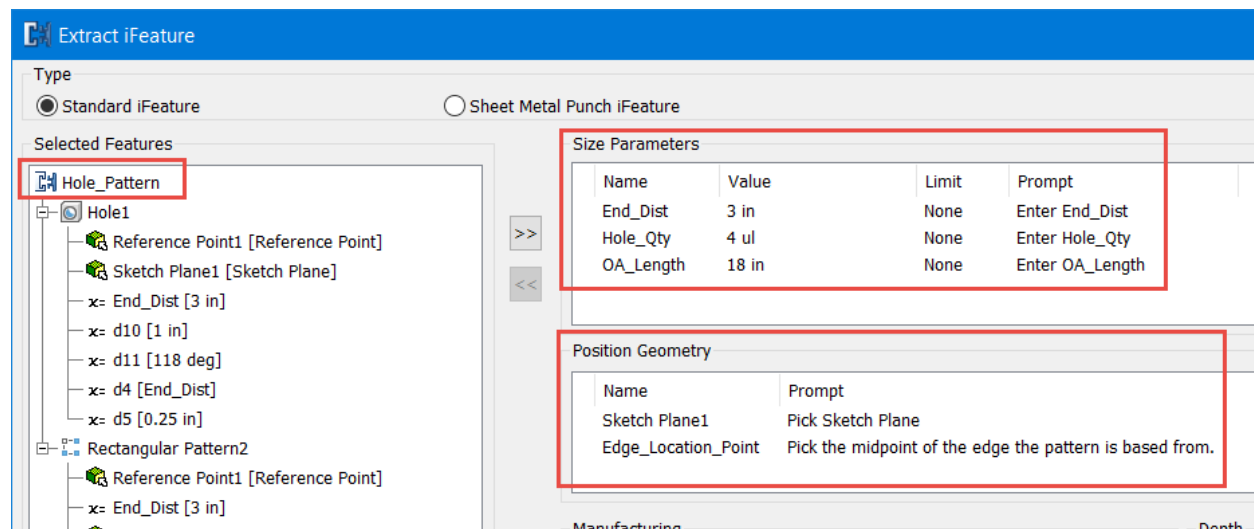 Extract iFeature
Type
Standard iFeature
Sheet Metal Punch iFeature
Selected Features
Hole_Pattern
Hole1
Reference Point1 [Reference Point]
Sketch Plane1 [Sketch Plane]
x= End_Dist [3 in]
x= d10 [1 in]
x= d11 [118 deg]
x= d4 [End_Dist]
x= d5 [0.25 in]
Rectangular Pattern2
Reference Point1 [Reference Point]
x= End_Dist [3 in]
>>
<<
Size Parameters
Name Value Limit Prompt
End_Dist 3 in None Enter End_Dist
Hole_Qty 4 ul None Enter Hole_Qty
OA_Length 18 in None Enter OA_Length
Position Geometry
Name Prompt
Sketch Plane1 Pick Sketch Plane
Edge_Location_Point Pick the midpoint of the edge the pattern is based from.
Manufacturing
Depth